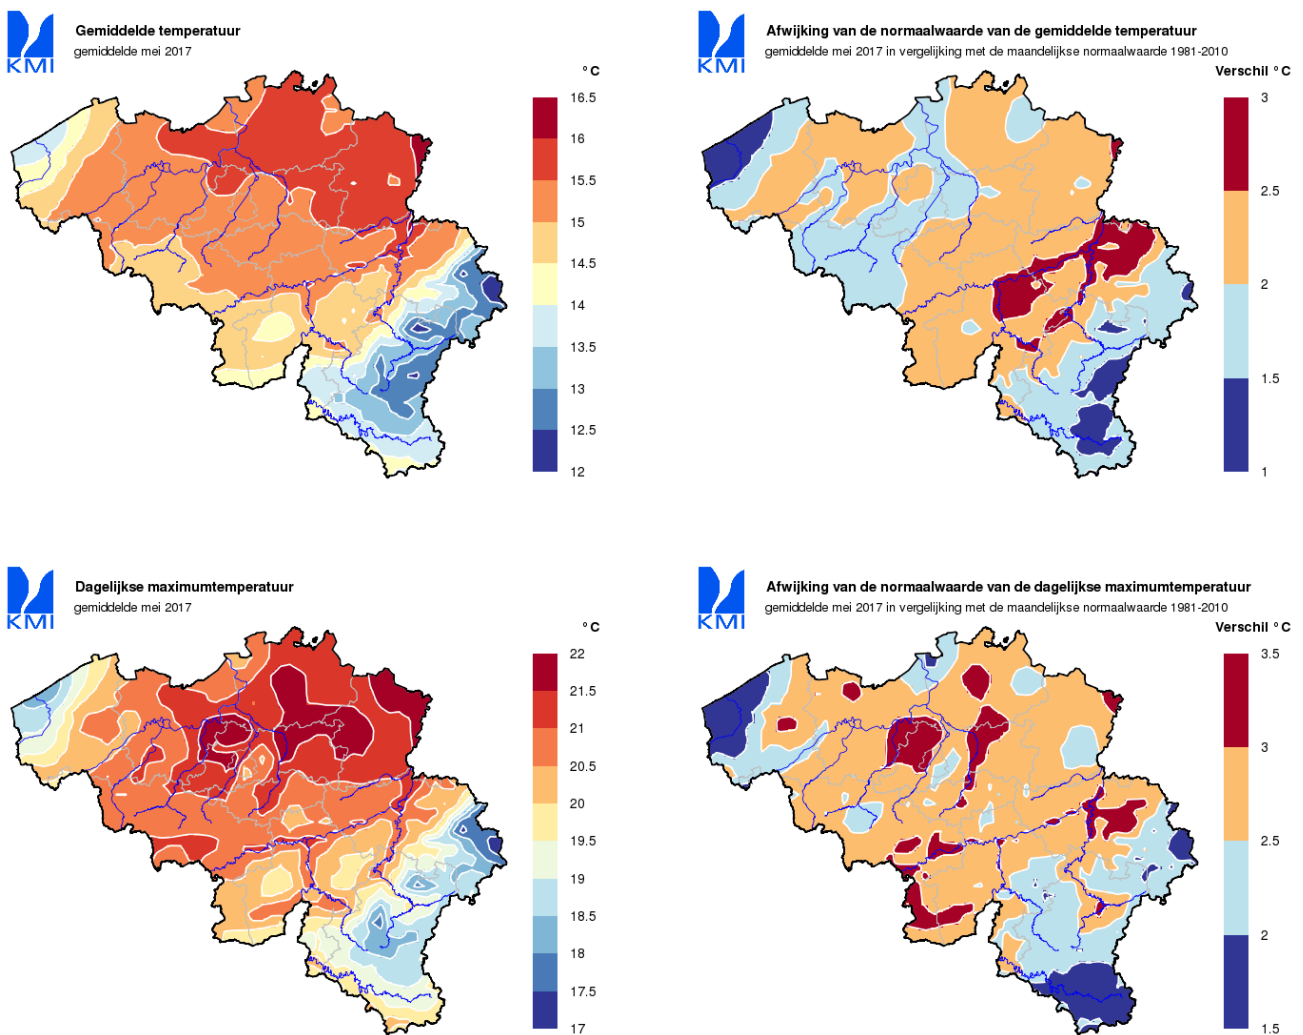 KMI
Gemiddelde temperatuur
gemiddelde mei 2017
°C
16.5
16
15.5
15
14.5
14
13.5
13
12.5
12
KMI
Afwijking van de normaalwaarde van de gemiddelde temperatuur
gemiddelde mei 2017 in vergelijking met de maandelijkse normaalwaarde 1981-2010
Verschil °C
3
2.5
2
1.5
1
KMI
Dagelijkse maximumtemperatuur
gemiddelde mei 2017
°C
22
21.5
21
20.5
20
19.5
19
18.5
18
17.5
17
KMI
Afwijking van de normaalwaarde van de dagelijkse maximumtemperatuur
gemiddelde mei 2017 in vergelijking met de maandelijkse normaalwaarde 1981-2010
Verschil °C
3.5
3
2.5
2
1.5